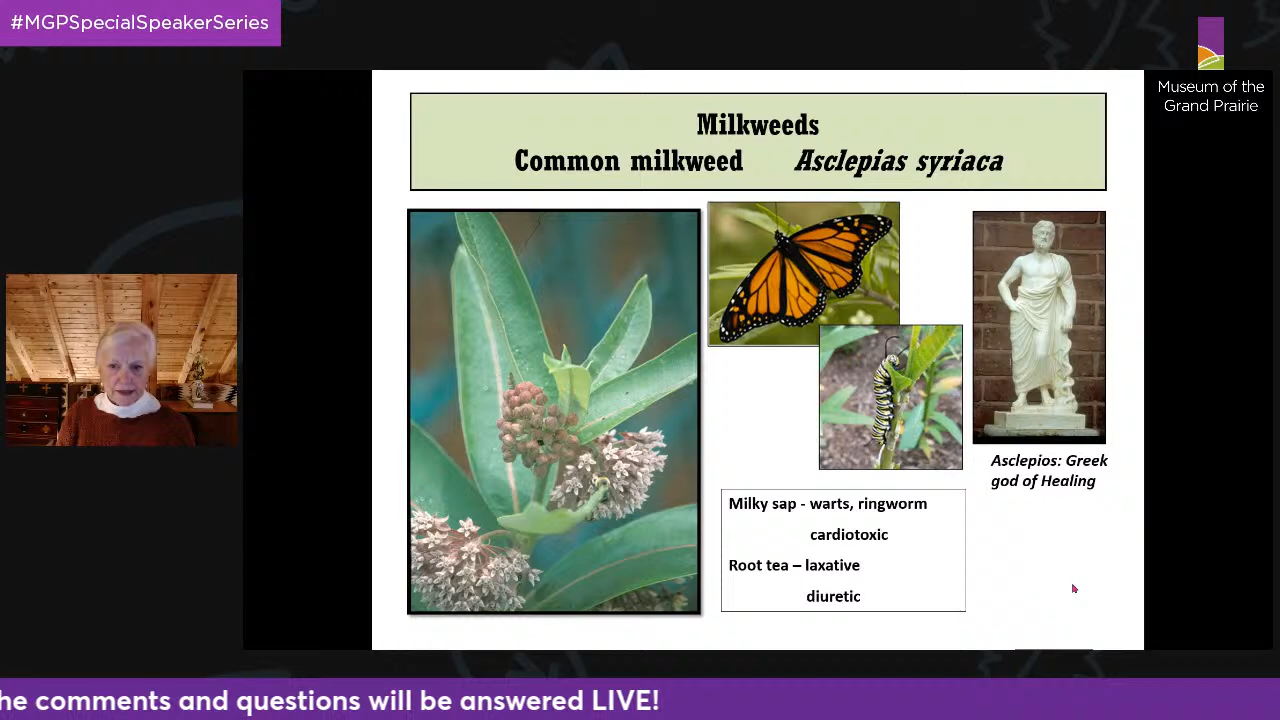 #MGPSpecialSpeakerSeries
Museum of the
Grand Prairie
Milkweeds
Common milkweed Asclepias syriaca
Asclepios: Greek
god of Healing
Milky sap - warts, ringworm
cardiotoxic
Root tea – laxative
diuretic
he comments and questions will be answered LIVE!